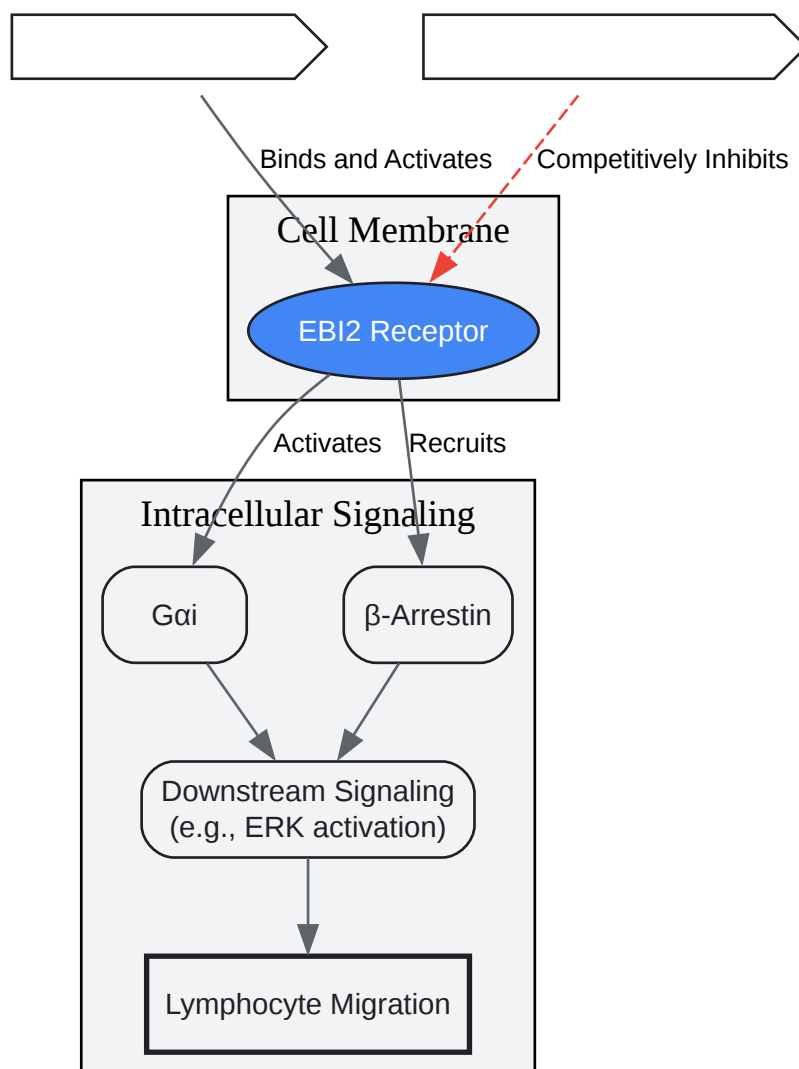 Binds and Activates
Competitively Inhibits
Cell Membrane
EBI2 Receptor
Activates
Recruits
Intracellular Signaling
Gαi
β-Arrestin
Downstream Signaling
(e.g., ERK activation)
Lymphocyte Migration